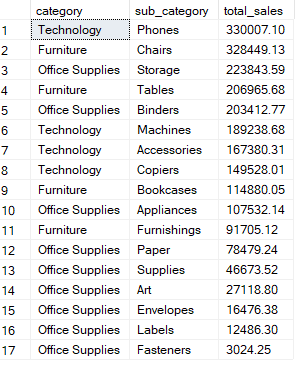 category sub_category total_sales
1 Technology Phones 330007.10
2 Furniture Chairs 328449.13
3 Office Supplies Storage 223843.59
4 Furniture Tables 206965.68
5 Office Supplies Binders 203412.77
6 Technology Machines 189238.68
7 Technology Accessories 167380.31
8 Technology Copiers 149528.01
9 Furniture Bookcases 114880.05
10 Office Supplies Appliances 107532.14
11 Furniture Furnishings 91705.12
12 Office Supplies Paper 78479.24
13 Office Supplies Supplies 46673.52
14 Office Supplies Art 27118.80
15 Office Supplies Envelopes 16476.38
16 Office Supplies Labels 12486.30
17 Office Supplies Fasteners 3024.25